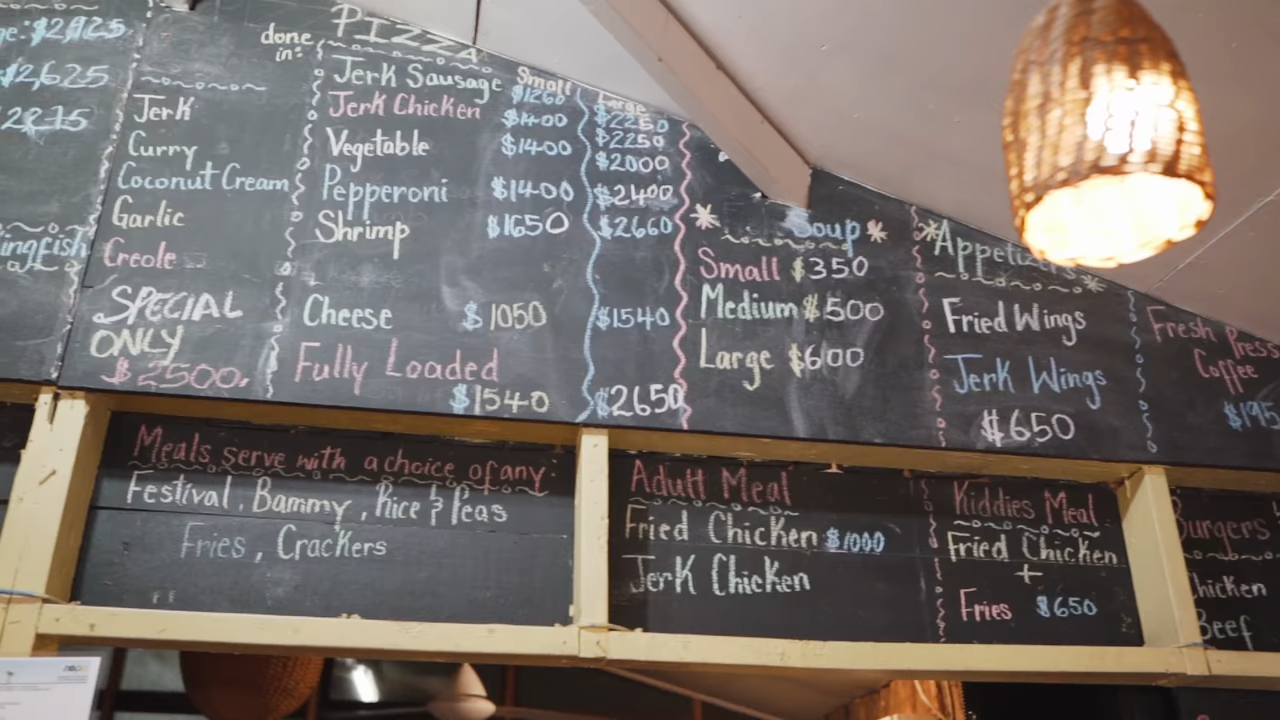 $2,625
done in:
Jerk
Curry
Coconut Cream
Garlic
Creole
SPECIAL
ONLY
$2500.
PIZZA
Small Large
Jerk Sausage $1260 $2250
Jerk Chicken $1400 $2250
Vegetable $1400 $2000
Pepperoni $1400 $2400
Shrimp $1650 $2660
Cheese $1050 $1540
Fully Loaded
$1540 $2650
Soup
Small $350
Medium $500
Large $600
Appetizers
Fried Wings
Jerk Wings
$650
Fresh Press
Coffee
$195
Meals serve with a choice of any:
Festival, Bammy, Rice & Peas
Fries, Crackers
Adult Meal
Fried Chicken $1000
Jerk Chicken
Kiddies Meal
Fried Chicken
+
Fries $650
Burgers
Chicken
Beef